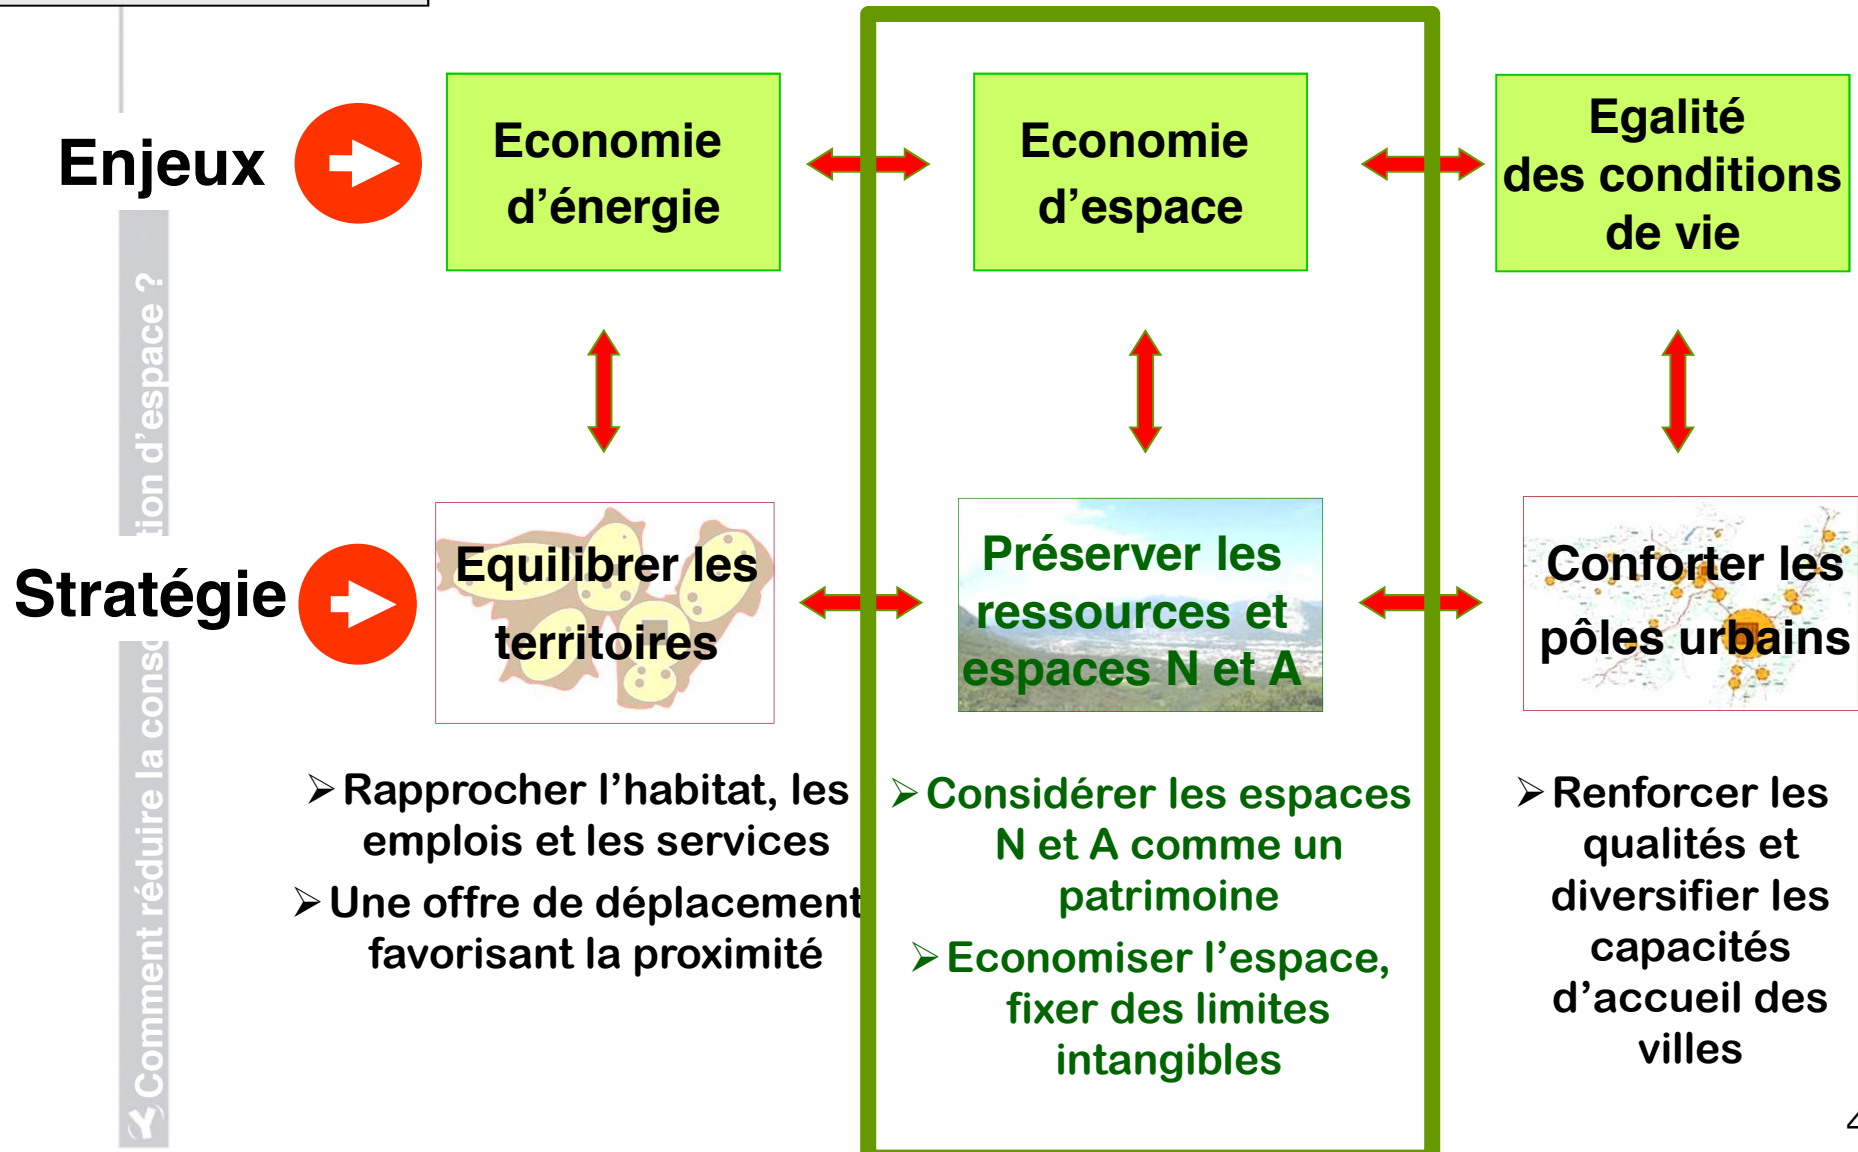 Enjeux
Economie
d’énergie
Economie
d’espace
Egalité
des conditions
de vie
Stratégie
Equilibrer les
territoires
Préserver les
ressources et
espaces N et A
Conforter les
pôles urbains
➢ Rapprocher l’habitat, les
emplois et les services
➢ Une offre de déplacement
favorisant la proximité
➢ Considérer les espaces
N et A comme un
patrimoine
➢ Economiser l’espace,
fixer des limites
intangibles
➢ Renforcer les
qualités et
diversifier les
capacités
d’accueil des
villes
Comment réduire la conso tion d’espace ?
4